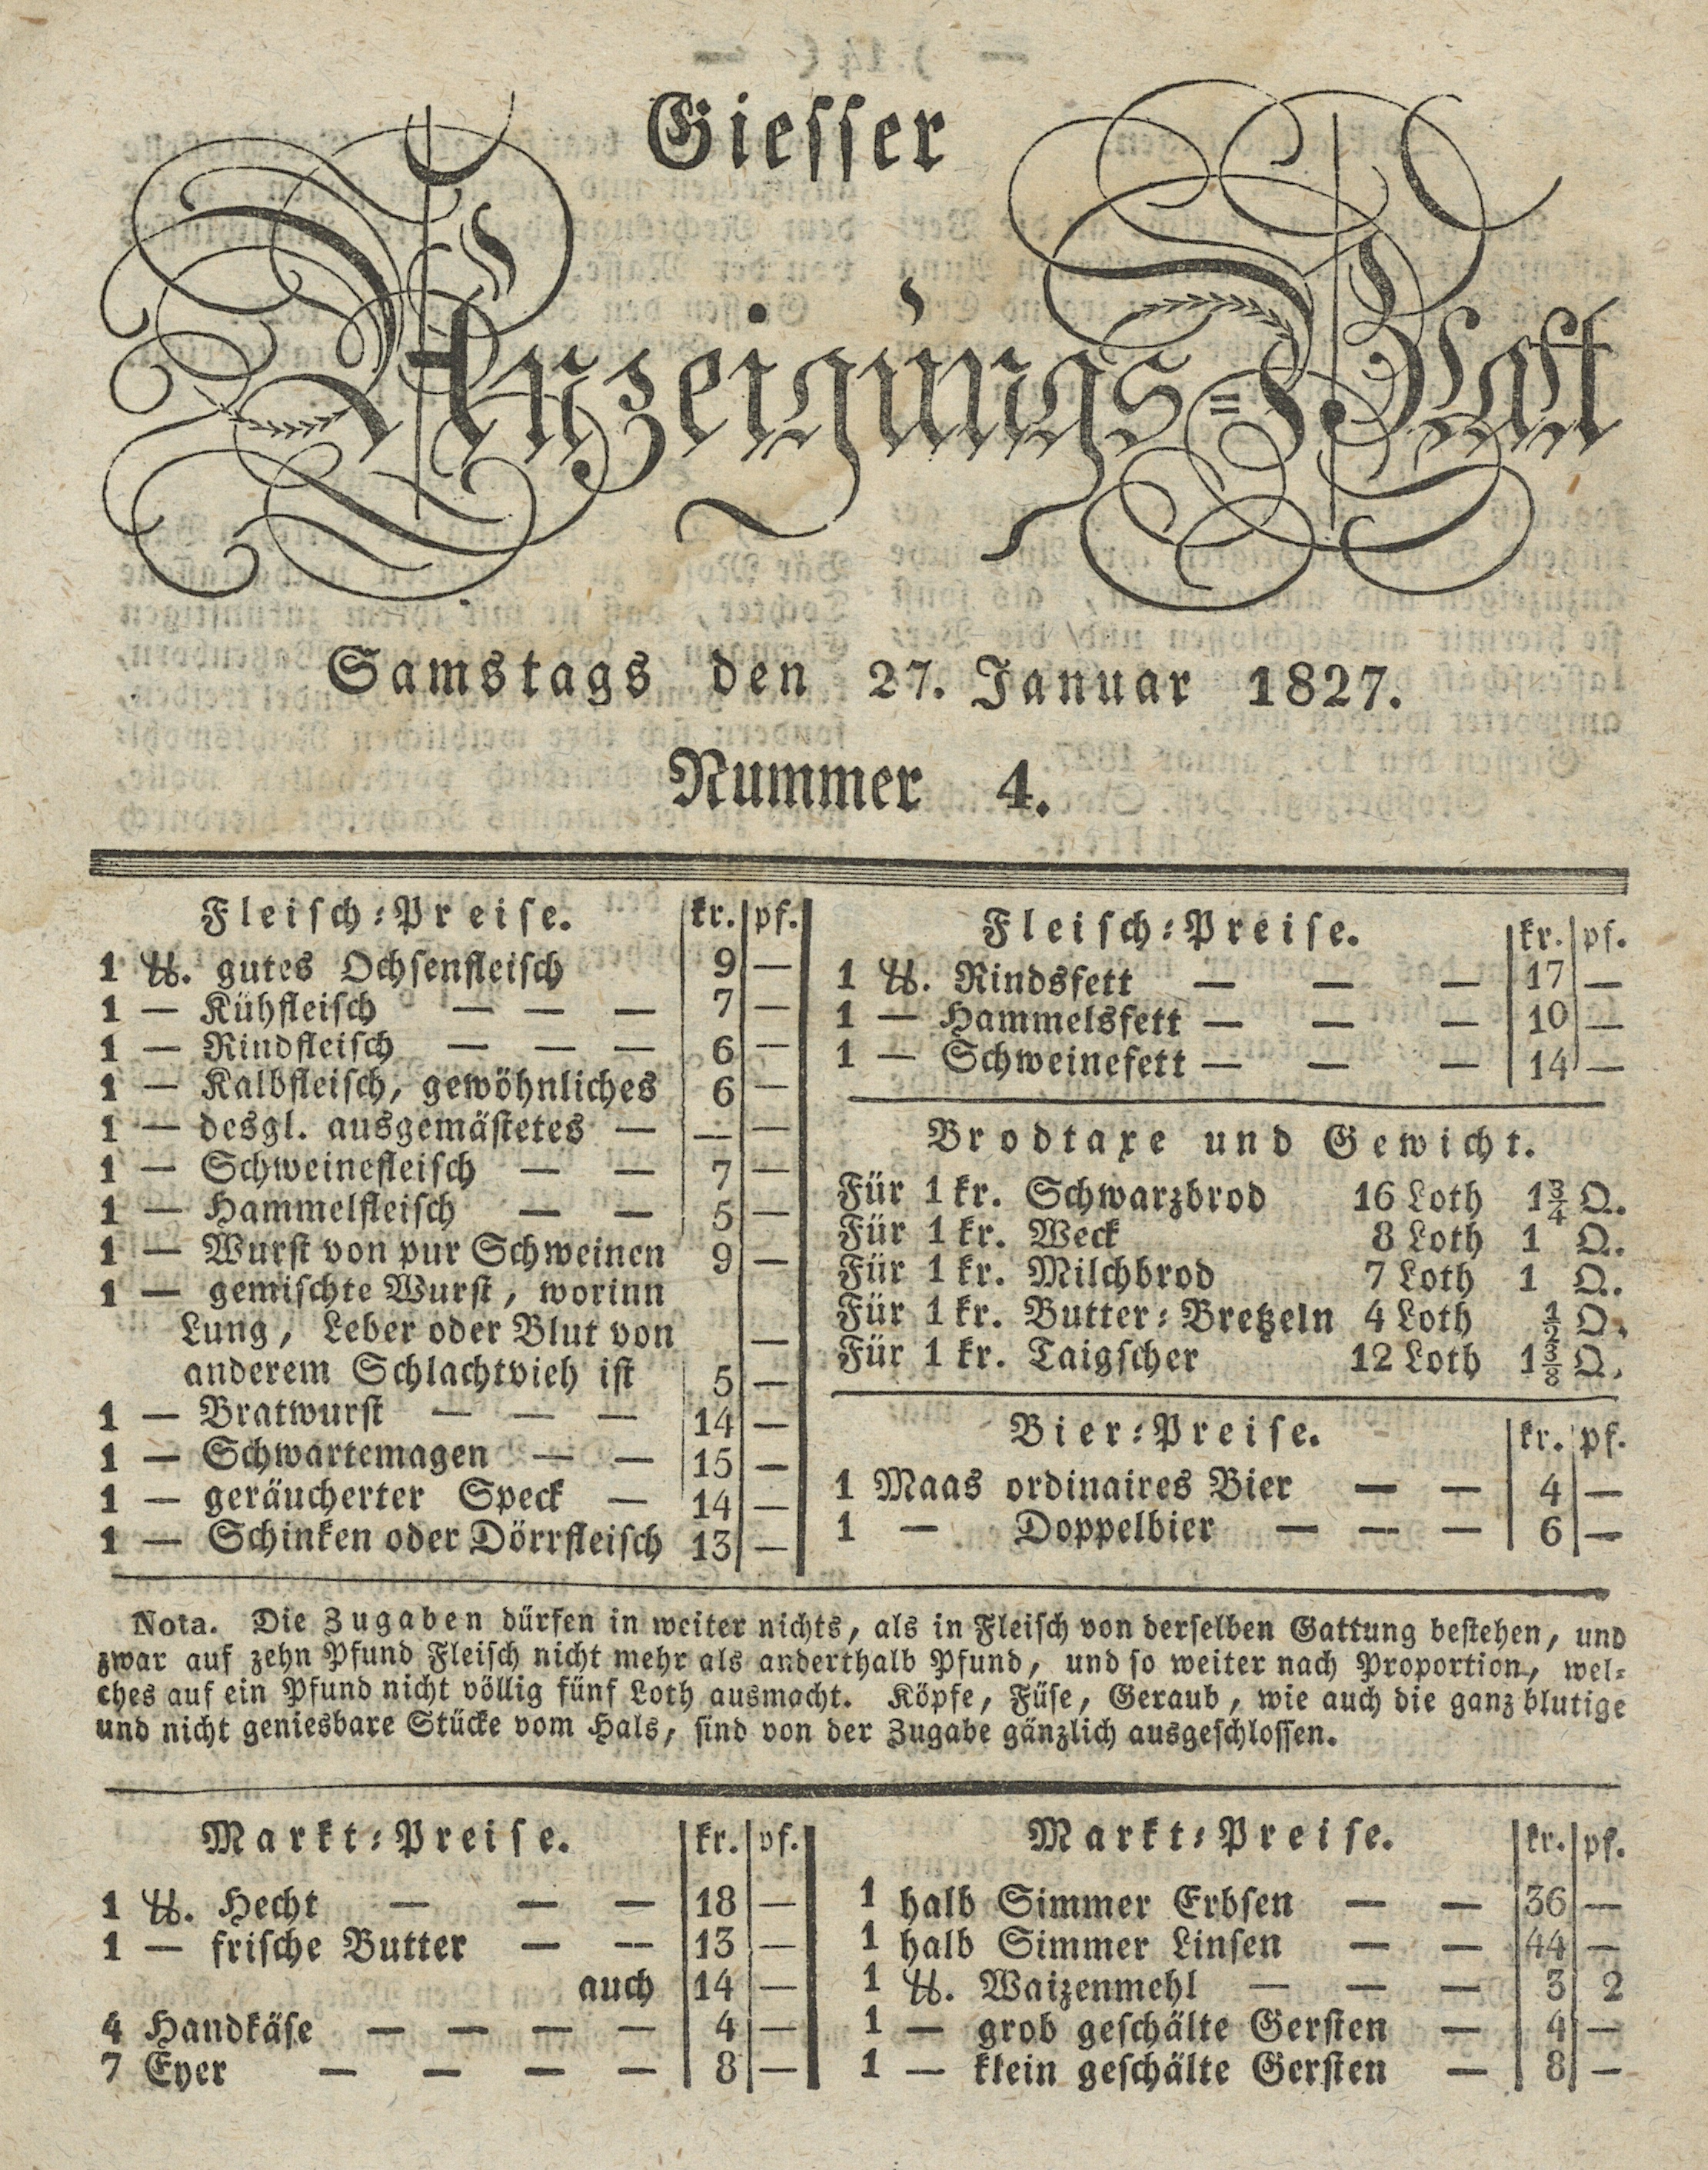 Giesser
Anzeigungs=Blatt
Samstags den 27. Januar 1827.
Nummer 4.
Fleisch=Preise. kr. pf.
1 ℔. gutes Ochsenfleisch 9 —
1 — Kühfleisch — — — 7 —
1 — Rindfleisch — — — 6 —
1 — Kalbfleisch, gewöhnliches 6 —
1 — desgl. ausgemästetes — — —
1 — Schweinefleisch — — 7 —
1 — Hammelfleisch — — 5 —
1 — Wurst von pur Schweinen 9 —
1 — gemischte Wurst, worinn
Lung, Leber oder Blut von —
anderem Schlachtvieh ist 5 —
1 — Bratwurst — — — 14 —
1 — Schwartemagen — — 15 —
1 — geräucherter Speck — 14 —
1 — Schinken oder Dörrfleisch 13 —
Fleisch=Preise. kr. pf.
1 ℔. Rindsfett — — — 17 —
1 — Hammelsfett — — — 10 —
1 — Schweinefett — — — 14 —
Brodtaxe und Gewicht.
Für 1 kr. Schwarzbrod 16 Loth 1¾ Q.
Für 1 kr. Weck 8 Loth 1 Q.
Für 1 kr. Milchbrod 7 Loth 1 Q.
Für 1 kr. Butter=Bretzeln 4 Loth ½ Q.
Für 1 kr. Taigscher 12 Loth 1⅜ Q.
Bier=Preise. kr. pf.
1 Maas ordinaires Bier — — 4 —
1 — Doppelbier — — — 6 —
Nota. Die Zugaben dürfen in weiter nichts, als in Fleisch von derselben Gattung bestehen, und
zwar auf zehn Pfund Fleisch nicht mehr als anderthalb Pfund, und so weiter nach Proportion, wel=
ches auf ein Pfund nicht völlig fünf Loth ausmacht. Köpfe, Füse, Geraub, wie auch die ganz blutige
und nicht geniesbare Stücke vom Hals, sind von der Zugabe gänzlich ausgeschlossen.
Markt=Preise. kr. pf.
1 ℔. Hecht — — — 18 —
1 — frische Butter — — 13 —
auch 14 —
4 Handkäse — — — — 4 —
7 Eyer — — — — 8 —
Markt=Preise. kr. pf.
1 halb Simmer Erbsen — — 36 —
1 halb Simmer Linsen — — 44 —
1 ℔. Waizenmehl — — — 3 2
1 — grob geschälte Gersten — 4 —
1 — klein geschälte Gersten — 8 —